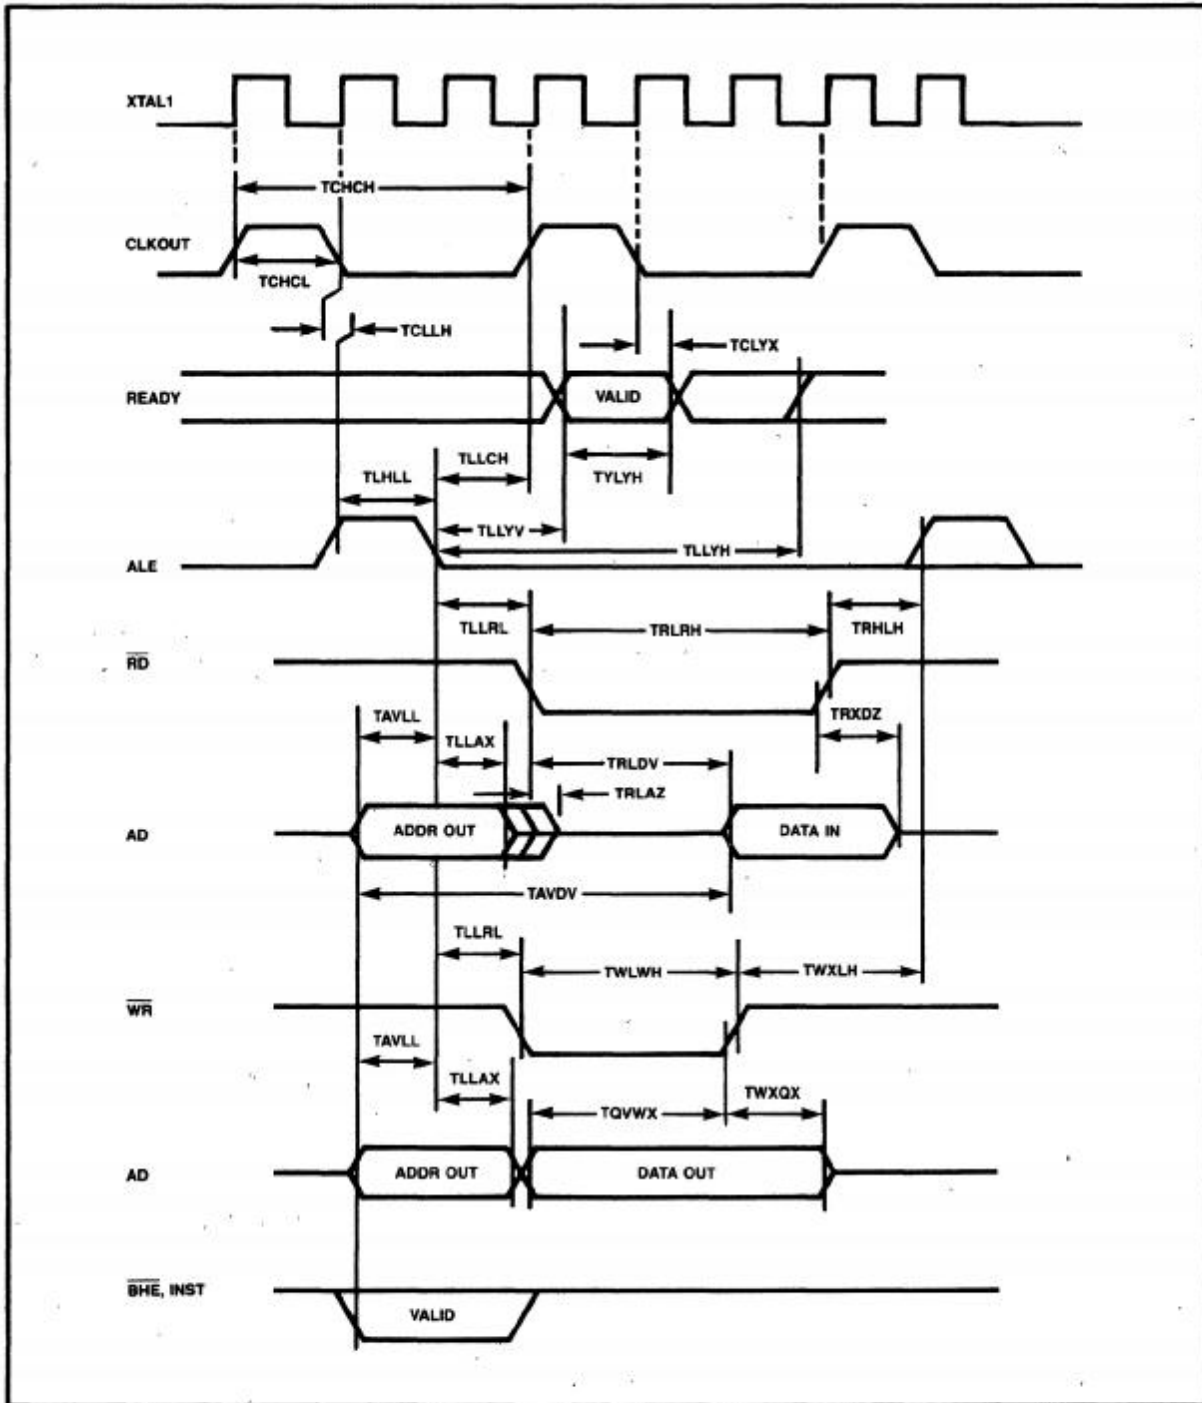 XTAL1
TCHCH
CLKOUT
TCHCL
TCLLH
TCLYX
READY
VALID
TLLCH
TLHLL
TYLYH
TLLYV
TLLYH
ALE
TLLRL
TRLRH
TRHLH
RD
TAVLL
TRXDZ
TLLAX
TRLDV
TRLAZ
AD
ADDR OUT
DATA IN
TAVDV
TLLRL
TWLWH
TWXLH
WR
TAVLL
TLLAX
TWXQX
TQVWX
AD
ADDR OUT
DATA OUT
BHE, INST
VALID